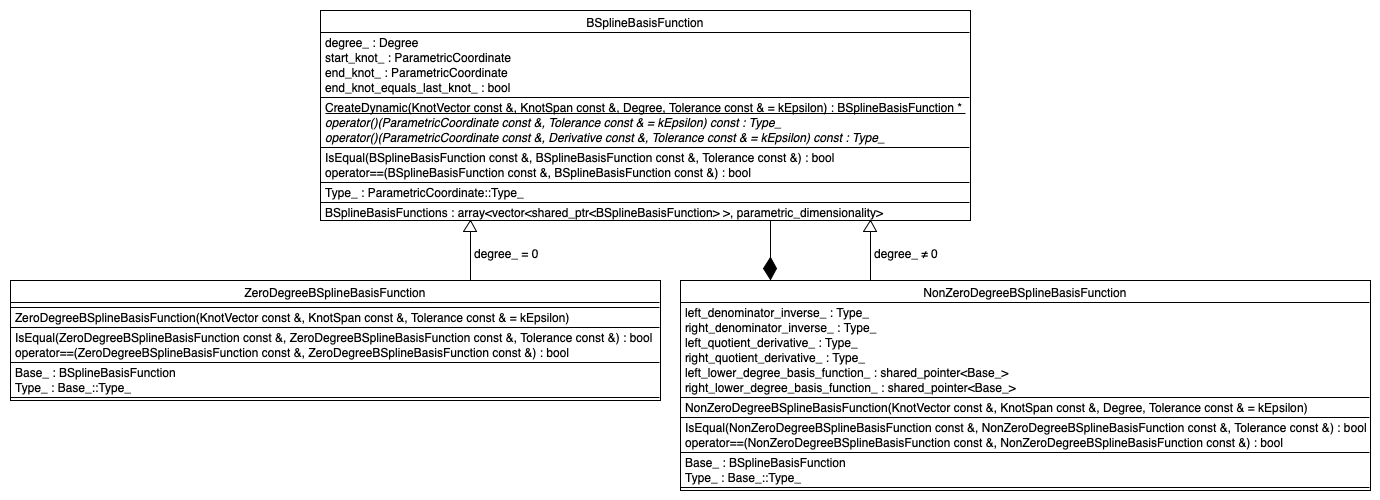 BSplineBasisFunction
degree_ : Degree
start_knot_ : ParametricCoordinate
end_knot_ : ParametricCoordinate
end_knot_equals_last_knot_ : bool
CreateDynamic(KnotVector const &, KnotSpan const &, Degree, Tolerance const & = kEpsilon) : BSplineBasisFunction *
operator()(ParametricCoordinate const &, Tolerance const & = kEpsilon) const : Type_
operator()(ParametricCoordinate const &, Derivative const &, Tolerance const & = kEpsilon) const : Type_
IsEqual(BSplineBasisFunction const &, BSplineBasisFunction const &, Tolerance const &) : bool
operator==(BSplineBasisFunction const &, BSplineBasisFunction const &) : bool
Type_ : ParametricCoordinate::Type_
BSplineBasisFunctions : array<vector<shared_ptr<BSplineBasisFunction> >, parametric_dimensionality>
degree_ = 0
degree_ ≠ 0
ZeroDegreeBSplineBasisFunction
ZeroDegreeBSplineBasisFunction(KnotVector const &, KnotSpan const &, Tolerance const & = kEpsilon)
IsEqual(ZeroDegreeBSplineBasisFunction const &, ZeroDegreeBSplineBasisFunction const &, Tolerance const &) : bool
operator==(ZeroDegreeBSplineBasisFunction const &, ZeroDegreeBSplineBasisFunction const &) : bool
Base_ : BSplineBasisFunction
Type_ : Base_::Type_
NonZeroDegreeBSplineBasisFunction
left_denominator_inverse_ : Type_
right_denominator_inverse_ : Type_
left_quotient_derivative_ : Type_
right_quotient_derivative_ : Type_
left_lower_degree_basis_function_ : shared_pointer<Base_>
right_lower_degree_basis_function_ : shared_pointer<Base_>
NonZeroDegreeBSplineBasisFunction(KnotVector const &, KnotSpan const &, Degree, Tolerance const & = kEpsilon)
IsEqual(NonZeroDegreeBSplineBasisFunction const &, NonZeroDegreeBSplineBasisFunction const &, Tolerance const &) : bool
operator==(NonZeroDegreeBSplineBasisFunction const &, NonZeroDegreeBSplineBasisFunction const &) : bool
Base_ : BSplineBasisFunction
Type_ : Base_::Type_